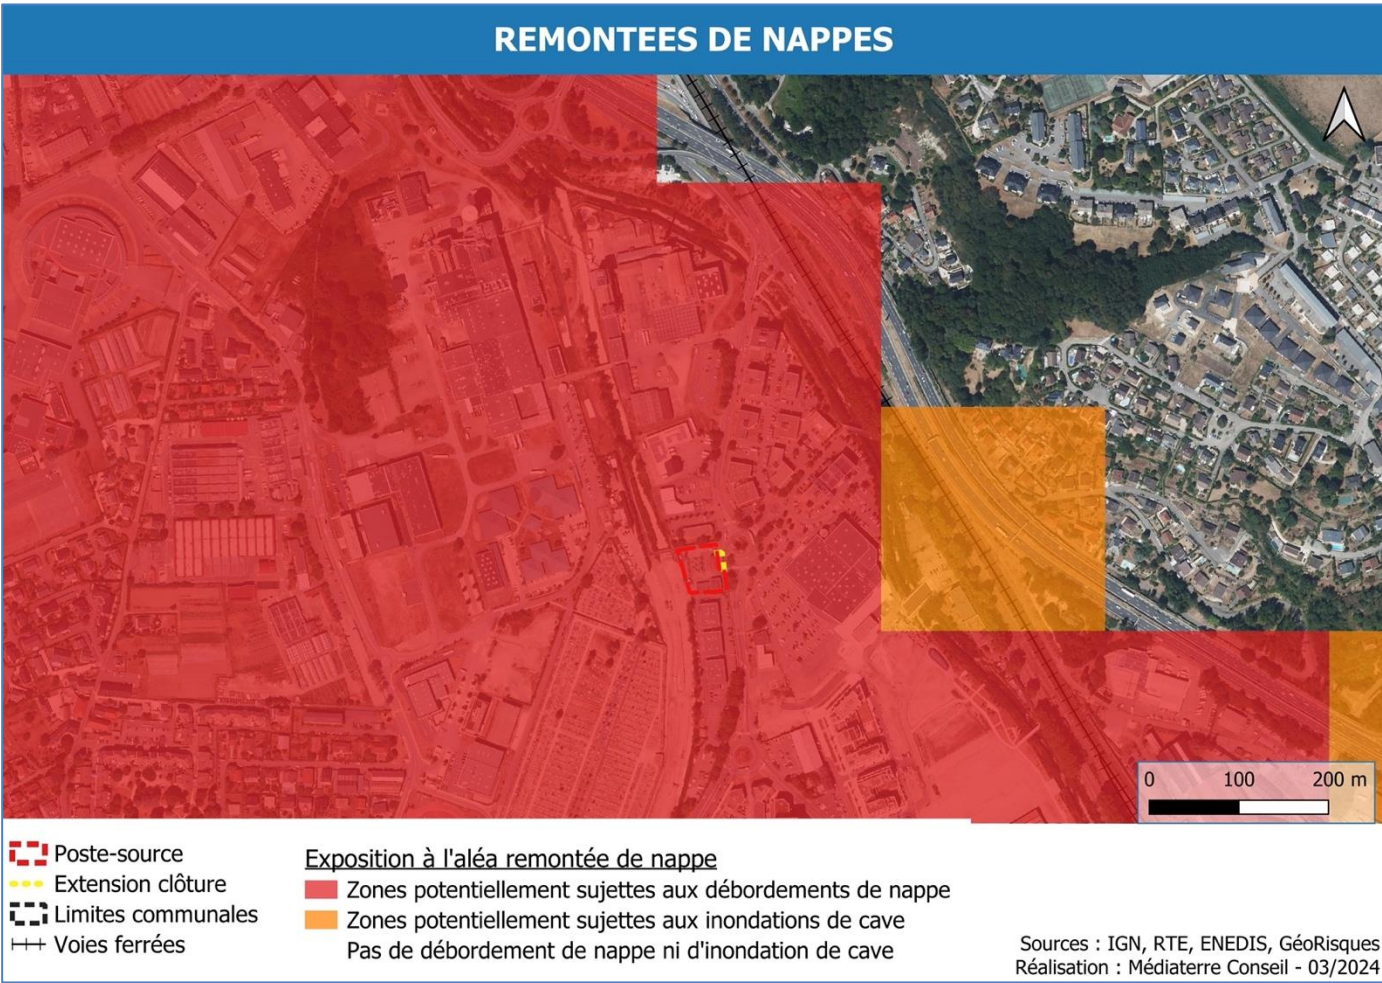 REMONTEES DE NAPPES
0 100 200 m
Poste-source
Extension clôture
Limites communales
Voies ferrées
Exposition à l'aléa remontée de nappe
Zones potentiellement sujettes aux débordements de nappe
Zones potentiellement sujettes aux inondations de cave
Pas de débordement de nappe ni d'inondation de cave
Sources : IGN, RTE, ENEDIS, GéoRisques
Réalisation : Médiaterre Conseil - 03/2024